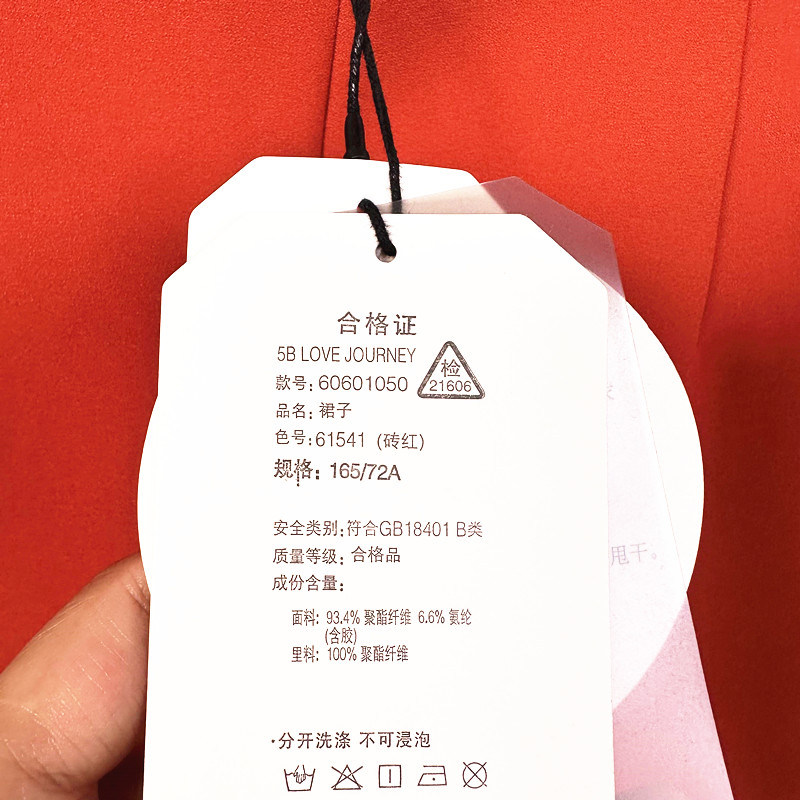 合格证
5B LOVE JOURNEY
检
21606
款号: 60601050
品名: 裙子
色号: 61541 (砖红)
规格: 165/72A
安全类别: 符合GB18401 B类
质量等级: 合格品
成份含量:
面料: 93.4% 聚酯纤维 6.6% 氨纶
(含胶)
里料: 100% 聚酯纤维
甩干。
·分开洗涤 不可浸泡